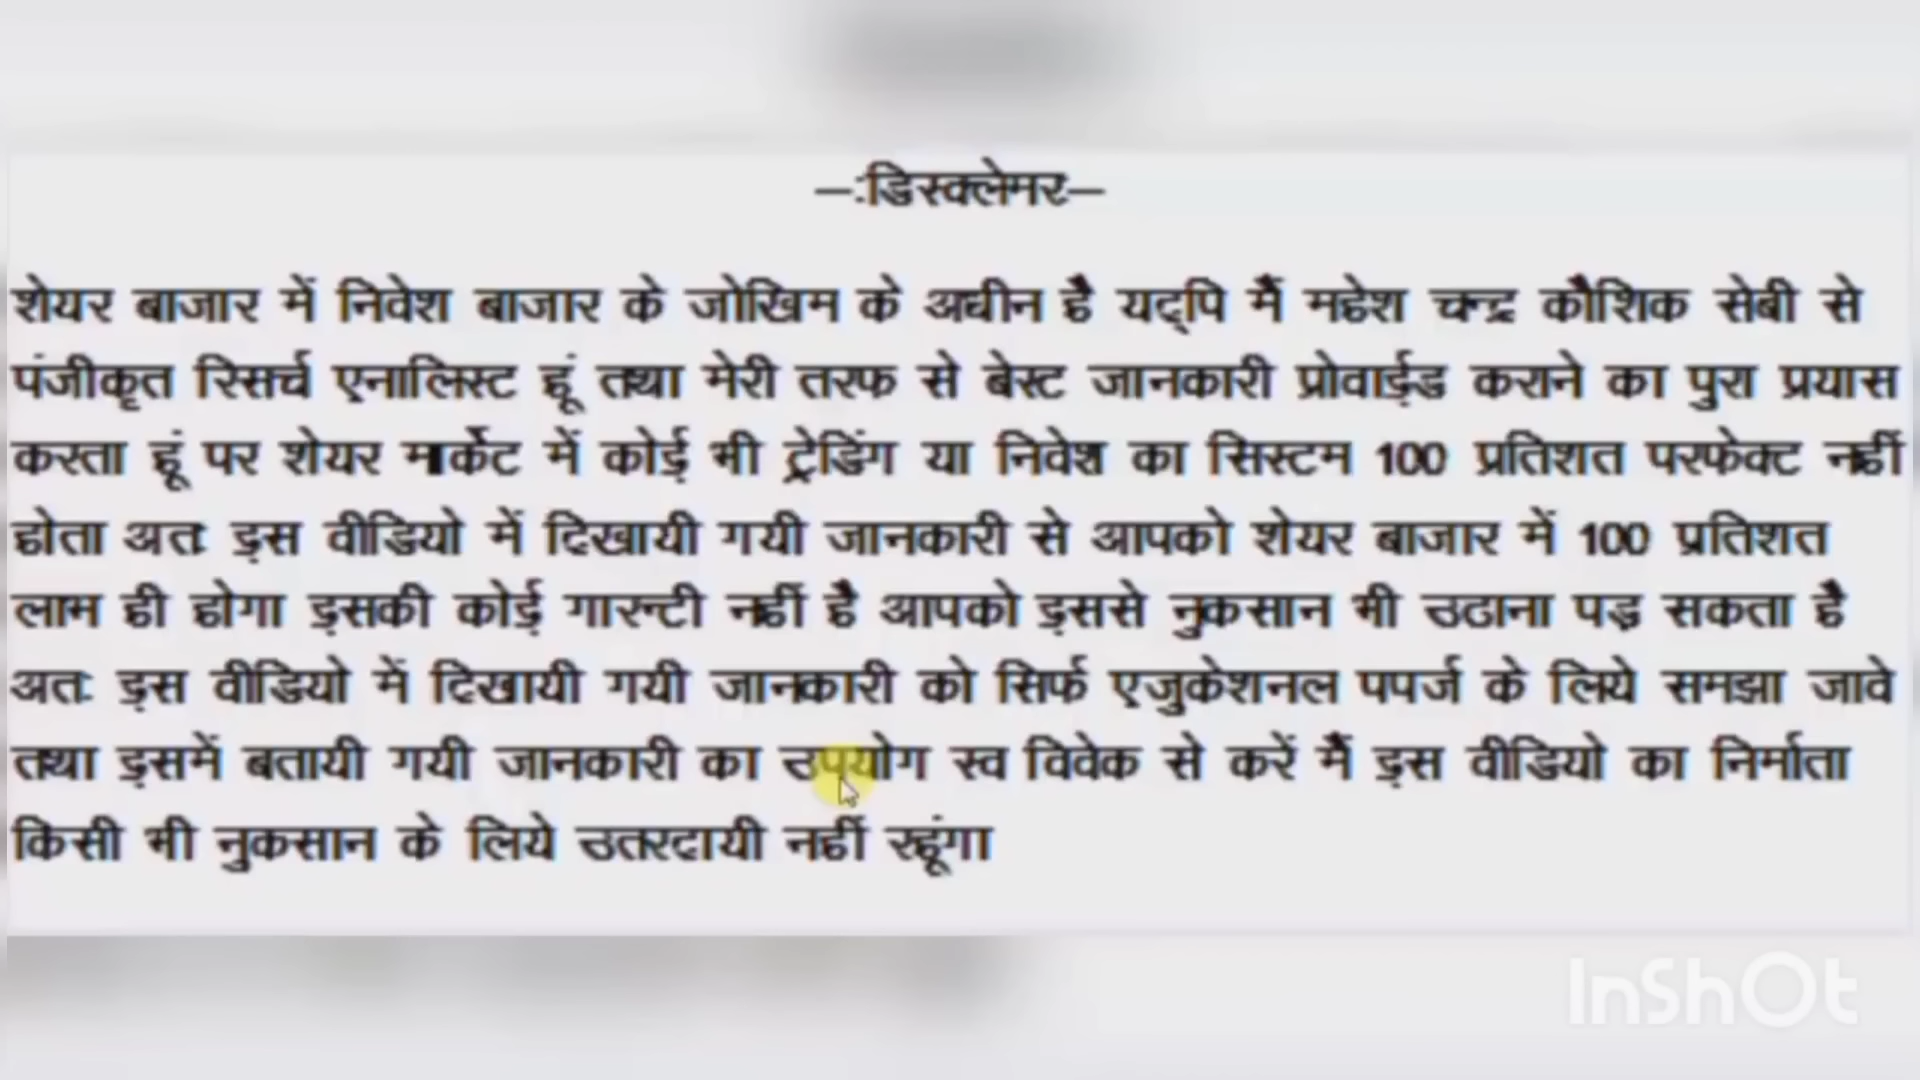 —:डिस्क्लेमर—
शेयर बाजार में निवेश बाजार के जोखिम के अधीन है यद्पि मैं महेश चन्द्र कौशिक सेबी से
पंजीकृत रिसर्च एनालिस्ट हूं तथा मेरी तरफ से बेस्ट जानकारी प्रोवाईड कराने का पुरा प्रयास
करता हूं पर शेयर मार्केट में कोई भी ट्रेडिंग या निवेश का सिस्टम 100 प्रतिशत परफेक्ट नहीं
होता अतः इस वीडियो में दिखायी गयी जानकारी से आपको शेयर बाजार में 100 प्रतिशत
लाभ ही होगा इसकी कोई गारन्टी नहीं है आपको इससे नुकसान भी उठाना पड़ सकता है
अतः इस वीडियो में दिखायी गयी जानकारी को सिर्फ एजुकेशनल पपर्ज के लिये समझा जावे
तथा इसमें बतायी गयी जानकारी का उपयोग स्व विवेक से करें मैं इस वीडियो का निर्माता
किसी भी नुकसान के लिये उतरदायी नहीं रहूंगा
InShOt